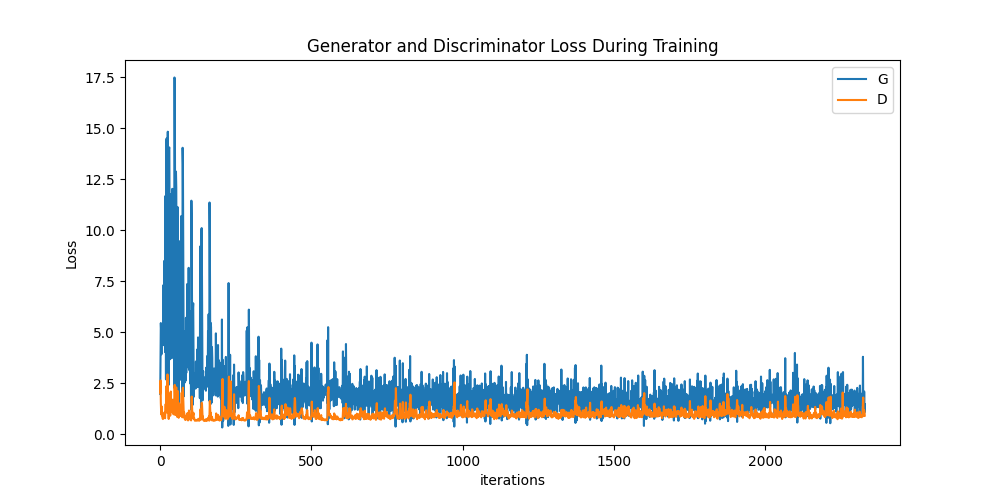 Generator and Discriminator Loss During Training
G
D
17.5
15.0
12.5
10.0
7.5
5.0
2.5
0.0
Loss
0
500
1000
1500
2000
iterations